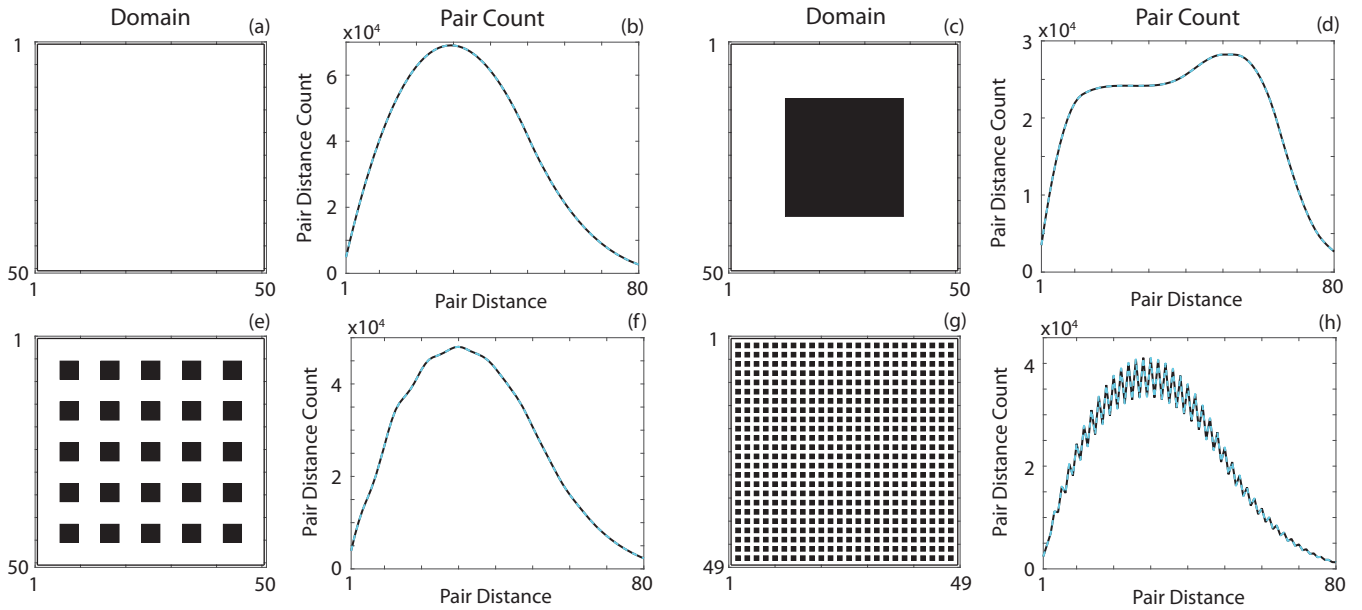 Domain
Pair Count
Domain
Pair Count
(a)
1
50
1
50
(b)
x10⁴
6
4
2
0
Pair Distance Count
1
80
Pair Distance
(c)
1
50
1
50
(d)
x10⁴
3
2
1
0
Pair Distance Count
1
80
Pair Distance
(e)
1
50
1
50
(f)
x10⁴
4
2
0
Pair Distance Count
1
80
Pair Distance
(g)
1
49
1
49
(h)
x10⁴
4
2
0
Pair Distance Count
1
80
Pair Distance